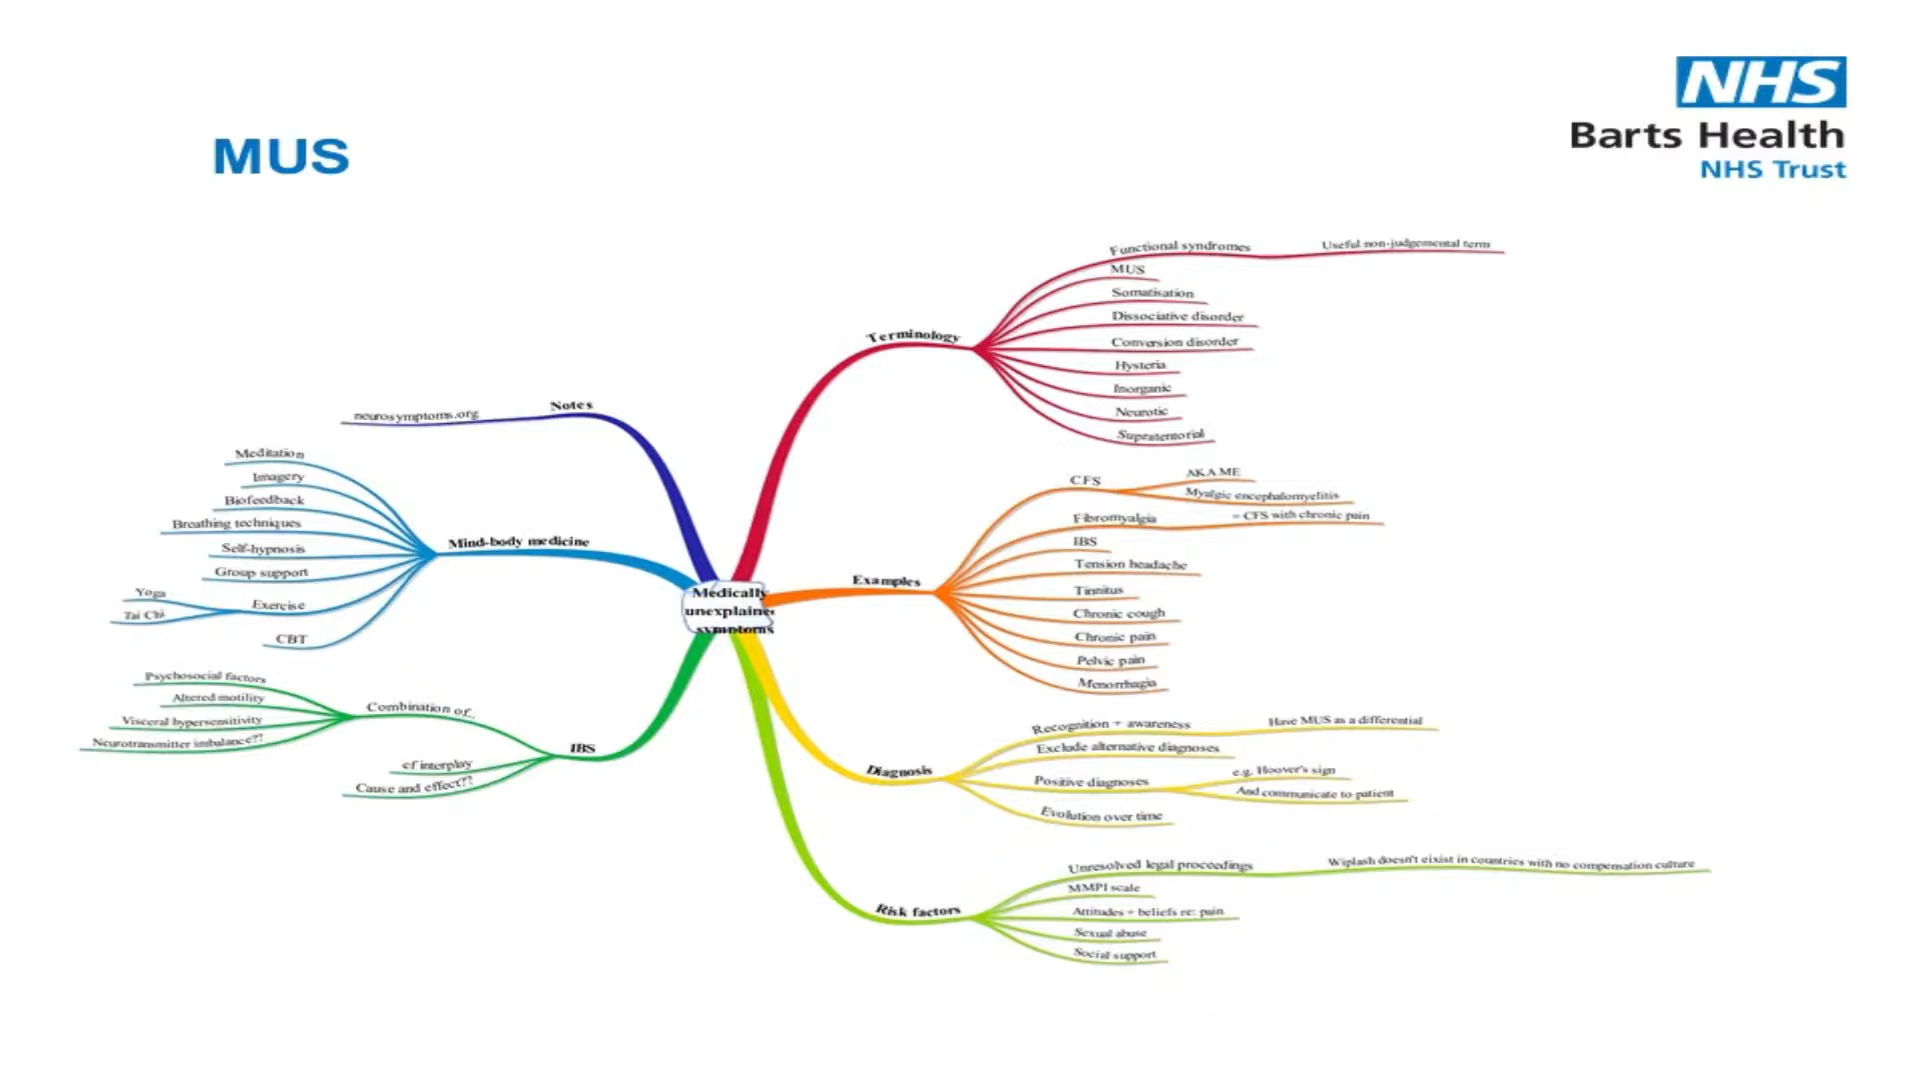 NHS
Barts Health
NHS Trust
MUS
Medically
unexplaine
symptoms
Terminology
Functional syndromes
Useful non-judgemental term
MUS
Somatisation
Dissociative disorder
Conversion disorder
Hysteria
Inorganic
Neurotic
Supratentorial
Examples
CFS
AKA ME
Myalgic encephalomyelitis
Fibromyalgia
= CFS with chronic pain
IBS
Tension headache
Tinnitus
Chronic cough
Chronic pain
Pelvic pain
Menorrhagia
Diagnosis
Recognition + awareness
Have MUS as a differential
Exclude alternative diagnoses
Positive diagnoses
e.g. Hoover's sign
And communicate to patient
Evolution over time
Risk factors
Unresolved legal proceedings
Wiplash doesn't eixist in countries with no compensation culture
MMPI scale
Attitudes + beliefs re: pain
Sexual abuse
Social support
Notes
neurosymptoms.org
Mind-body medicine
Meditation
Imagery
Biofeedback
Breathing techniques
Self-hypnosis
Group support
Exercise
Yoga
Tai Chi
CBT
IBS
Combination of..
Psychosocial factors
Altered motility
Visceral hypersensitivity
Neurotransmitter imbalance??
cf interplay
Cause and effect??